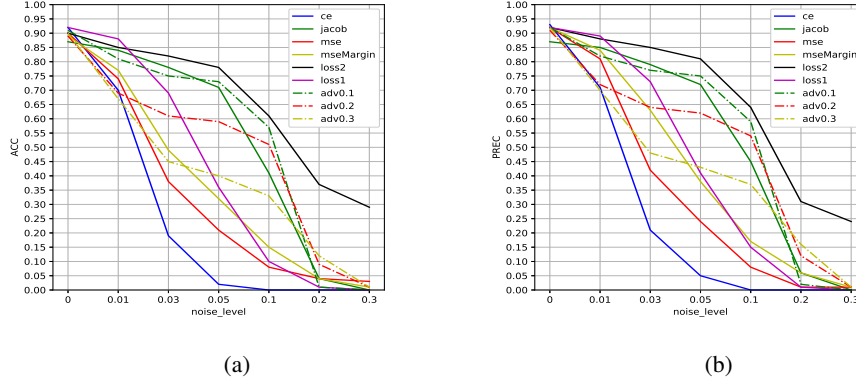 1.00
0.95
0.90
0.85
0.80
0.75
0.70
0.65
0.60
0.55
0.50
0.45
0.40
0.35
0.30
0.25
0.20
0.15
0.10
0.05
0.00
ACC
0 0.01 0.03 0.05 0.1 0.2 0.3
noise_level
ce
jacob
mse
mseMargin
loss2
loss1
adv0.1
adv0.2
adv0.3
(a)
1.00
0.95
0.90
0.85
0.80
0.75
0.70
0.65
0.60
0.55
0.50
0.45
0.40
0.35
0.30
0.25
0.20
0.15
0.10
0.05
0.00
PREC
0 0.01 0.03 0.05 0.1 0.2 0.3
noise_level
ce
jacob
mse
mseMargin
loss2
loss1
adv0.1
adv0.2
adv0.3
(b)